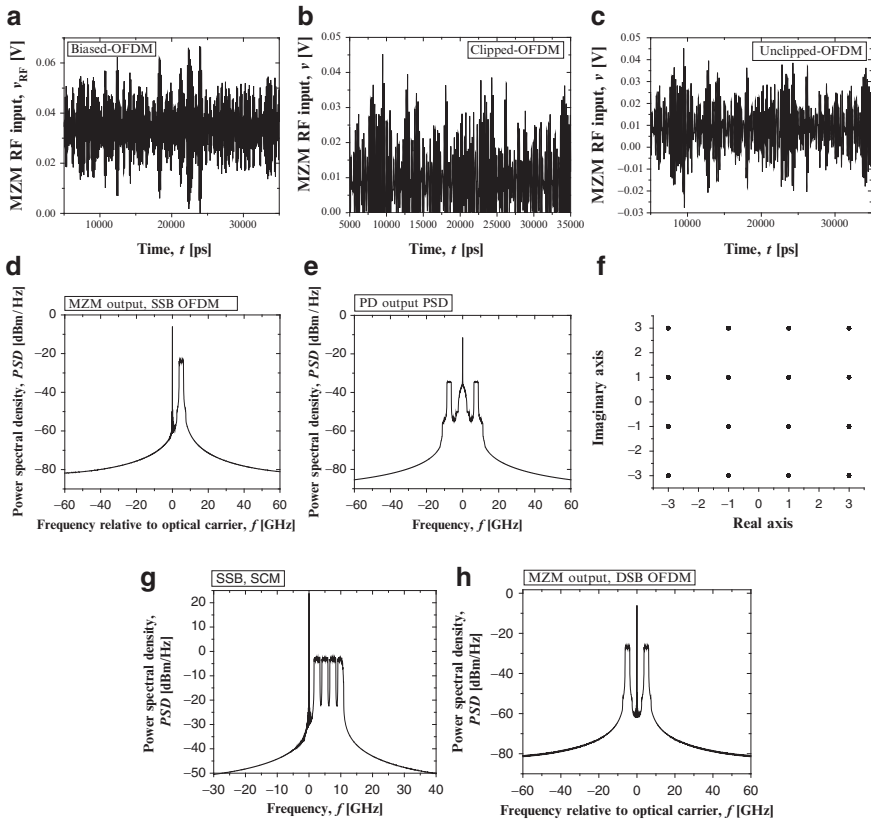 a
Biased-OFDM
MZM RF input, vRF [V]
0.06
0.04
0.02
0.00
10000 20000 30000
Time, t [ps]
b
Clipped-OFDM
MZM RF input, v [V]
0.05
0.04
0.03
0.02
0.01
0.00
5000 10000 15000 20000 25000 30000 35000
Time, t [ps]
c
Unclipped-OFDM
MZM RF input, v [V]
0.05
0.04
0.03
0.02
0.01
0.00
−0.01
−0.02
−0.03
10000 20000 30000
Time, t [ps]
d
MZM output, SSB OFDM
Power spectral density, PSD [dBm/Hz]
0
−20
−40
−60
−80
−60 −40 −20 0 20 40 60
Frequency relative to optical carrier, f [GHz]
e
PD output PSD
Power spectral density, PSD [dBm/Hz]
0
−20
−40
−60
−80
−60 −40 −20 0 20 40 60
Frequency, f [GHz]
f
Imaginary axis
3
2
1
0
−1
−2
−3
−3 −2 −1 0 1 2 3
Real axis
g
SSB, SCM
Power spectral density,
PSD [dBm/Hz]
20
10
0
−10
−20
−30
−40
−50
−30 −20 −10 0 10 20 30 40
Frequency, f [GHz]
h
MZM output, DSB OFDM
Power spectral density,
PSD [dBm/Hz]
0
−20
−40
−60
−80
−60 −40 −20 0 20 40 60
Frequency relative to optical carrier, f [GHz]